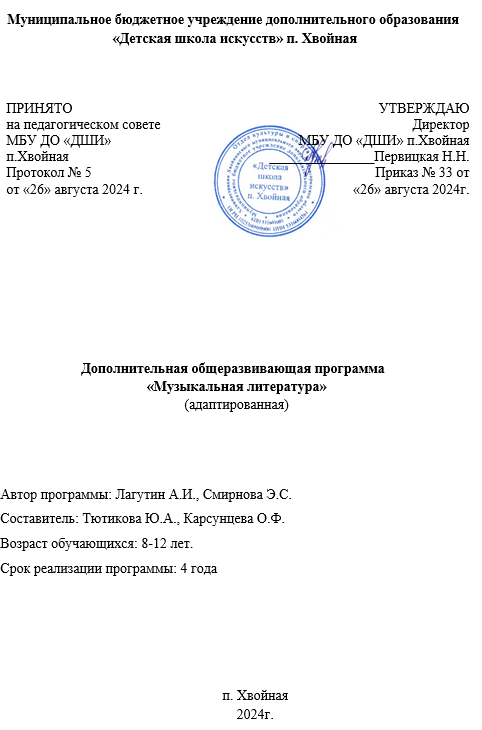 Муниципальное бюджетное учреждение дополнительного образования
«Детская школа искусств» п. Хвойная
ПРИНЯТО
на педагогическом совете
МБУ ДО «ДШИ»
п.Хвойная
Протокол № 5
от «26» августа 2024 г.
УТВЕРЖДАЮ
Директор
МБУ ДО «ДШИ» п.Хвойная
Первицкая Н.Н.
Приказ № 33 от
«26» августа 2024г.
«Детская
школа
искусств»
п. Хвойная
Дополнительная общеразвивающая программа
«Музыкальная литература»
(адаптированная)
Автор программы: Лагутин А.И., Смирнова Э.С.
Составитель: Тютикова Ю.А., Карсунцева О.Ф.
Возраст обучающихся: 8-12 лет.
Срок реализации программы: 4 года
п. Хвойная
2024г.